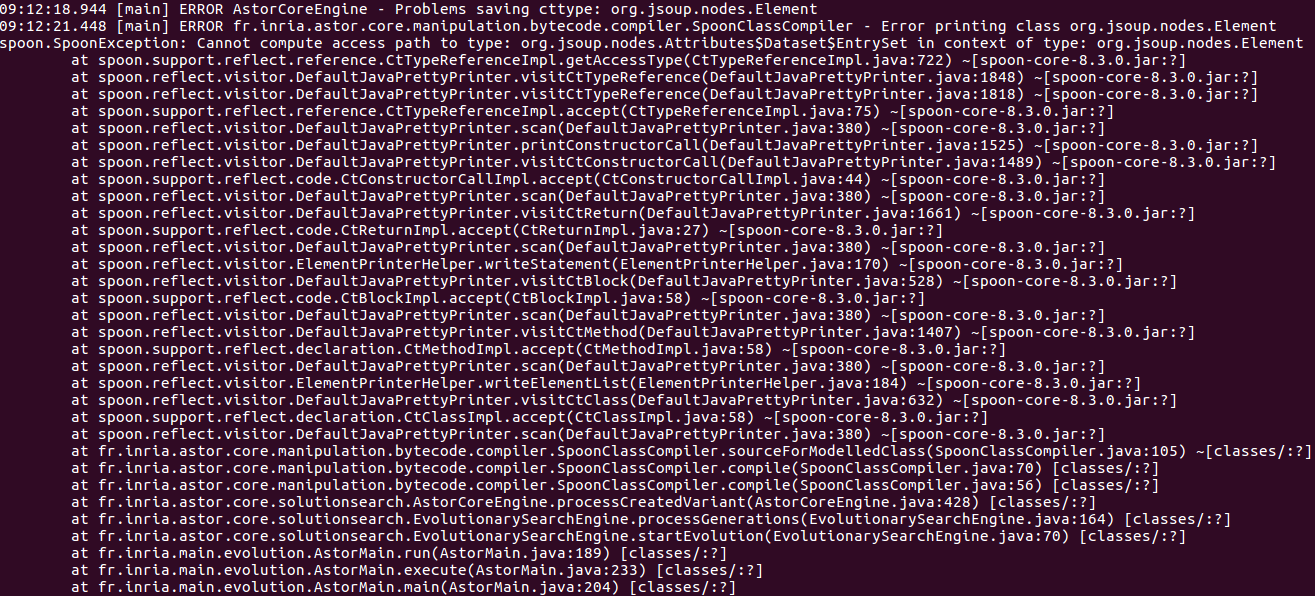 09:12:18.944 [main] ERROR AstorCoreEngine - Problems saving cttype: org.jsoup.nodes.Element
09:12:21.448 [main] ERROR fr.inria.astor.core.manipulation.bytecode.compiler.SpoonClassCompiler - Error printing class org.jsoup.nodes.Element
spoon.SpoonException: Cannot compute access path to type: org.jsoup.nodes.Attributes$Dataset$EntrySet in context of type: org.jsoup.nodes.Element
        at spoon.support.reflect.reference.CtTypeReferenceImpl.getAccessType(CtTypeReferenceImpl.java:722) ~[spoon-core-8.3.0.jar:?]
        at spoon.reflect.visitor.DefaultJavaPrettyPrinter.visitCtTypeReference(DefaultJavaPrettyPrinter.java:1848) ~[spoon-core-8.3.0.jar:?]
        at spoon.reflect.visitor.DefaultJavaPrettyPrinter.visitCtTypeReference(DefaultJavaPrettyPrinter.java:1818) ~[spoon-core-8.3.0.jar:?]
        at spoon.support.reflect.reference.CtTypeReferenceImpl.accept(CtTypeReferenceImpl.java:75) ~[spoon-core-8.3.0.jar:?]
        at spoon.reflect.visitor.DefaultJavaPrettyPrinter.scan(DefaultJavaPrettyPrinter.java:380) ~[spoon-core-8.3.0.jar:?]
        at spoon.reflect.visitor.DefaultJavaPrettyPrinter.printConstructorCall(DefaultJavaPrettyPrinter.java:1525) ~[spoon-core-8.3.0.jar:?]
        at spoon.reflect.visitor.DefaultJavaPrettyPrinter.visitCtConstructorCall(DefaultJavaPrettyPrinter.java:1489) ~[spoon-core-8.3.0.jar:?]
        at spoon.support.reflect.code.CtConstructorCallImpl.accept(CtConstructorCallImpl.java:44) ~[spoon-core-8.3.0.jar:?]
        at spoon.reflect.visitor.DefaultJavaPrettyPrinter.scan(DefaultJavaPrettyPrinter.java:380) ~[spoon-core-8.3.0.jar:?]
        at spoon.reflect.visitor.DefaultJavaPrettyPrinter.visitCtReturn(DefaultJavaPrettyPrinter.java:1661) ~[spoon-core-8.3.0.jar:?]
        at spoon.support.reflect.code.CtReturnImpl.accept(CtReturnImpl.java:27) ~[spoon-core-8.3.0.jar:?]
        at spoon.reflect.visitor.DefaultJavaPrettyPrinter.scan(DefaultJavaPrettyPrinter.java:380) ~[spoon-core-8.3.0.jar:?]
        at spoon.reflect.visitor.ElementPrinterHelper.writeStatement(ElementPrinterHelper.java:170) ~[spoon-core-8.3.0.jar:?]
        at spoon.reflect.visitor.DefaultJavaPrettyPrinter.visitCtBlock(DefaultJavaPrettyPrinter.java:528) ~[spoon-core-8.3.0.jar:?]
        at spoon.support.reflect.code.CtBlockImpl.accept(CtBlockImpl.java:58) ~[spoon-core-8.3.0.jar:?]
        at spoon.reflect.visitor.DefaultJavaPrettyPrinter.scan(DefaultJavaPrettyPrinter.java:380) ~[spoon-core-8.3.0.jar:?]
        at spoon.reflect.visitor.DefaultJavaPrettyPrinter.visitCtMethod(DefaultJavaPrettyPrinter.java:1407) ~[spoon-core-8.3.0.jar:?]
        at spoon.support.reflect.declaration.CtMethodImpl.accept(CtMethodImpl.java:58) ~[spoon-core-8.3.0.jar:?]
        at spoon.reflect.visitor.DefaultJavaPrettyPrinter.scan(DefaultJavaPrettyPrinter.java:380) ~[spoon-core-8.3.0.jar:?]
        at spoon.reflect.visitor.ElementPrinterHelper.writeElementList(ElementPrinterHelper.java:184) ~[spoon-core-8.3.0.jar:?]
        at spoon.reflect.visitor.DefaultJavaPrettyPrinter.visitCtClass(DefaultJavaPrettyPrinter.java:632) ~[spoon-core-8.3.0.jar:?]
        at spoon.support.reflect.declaration.CtClassImpl.accept(CtClassImpl.java:58) ~[spoon-core-8.3.0.jar:?]
        at spoon.reflect.visitor.DefaultJavaPrettyPrinter.scan(DefaultJavaPrettyPrinter.java:380) ~[spoon-core-8.3.0.jar:?]
        at fr.inria.astor.core.manipulation.bytecode.compiler.SpoonClassCompiler.sourceForModelledClass(SpoonClassCompiler.java:105) ~[classes/:?]
        at fr.inria.astor.core.manipulation.bytecode.compiler.SpoonClassCompiler.compile(SpoonClassCompiler.java:70) [classes/:?]
        at fr.inria.astor.core.manipulation.bytecode.compiler.SpoonClassCompiler.compile(SpoonClassCompiler.java:56) [classes/:?]
        at fr.inria.astor.core.solutionsearch.AstorCoreEngine.processCreatedVariant(AstorCoreEngine.java:428) [classes/:?]
        at fr.inria.astor.core.solutionsearch.EvolutionarySearchEngine.processGenerations(EvolutionarySearchEngine.java:164) [classes/:?]
        at fr.inria.astor.core.solutionsearch.EvolutionarySearchEngine.startEvolution(EvolutionarySearchEngine.java:70) [classes/:?]
        at fr.inria.main.evolution.AstorMain.run(AstorMain.java:189) [classes/:?]
        at fr.inria.main.evolution.AstorMain.execute(AstorMain.java:233) [classes/:?]
        at fr.inria.main.evolution.AstorMain.main(AstorMain.java:204) [classes/:?]